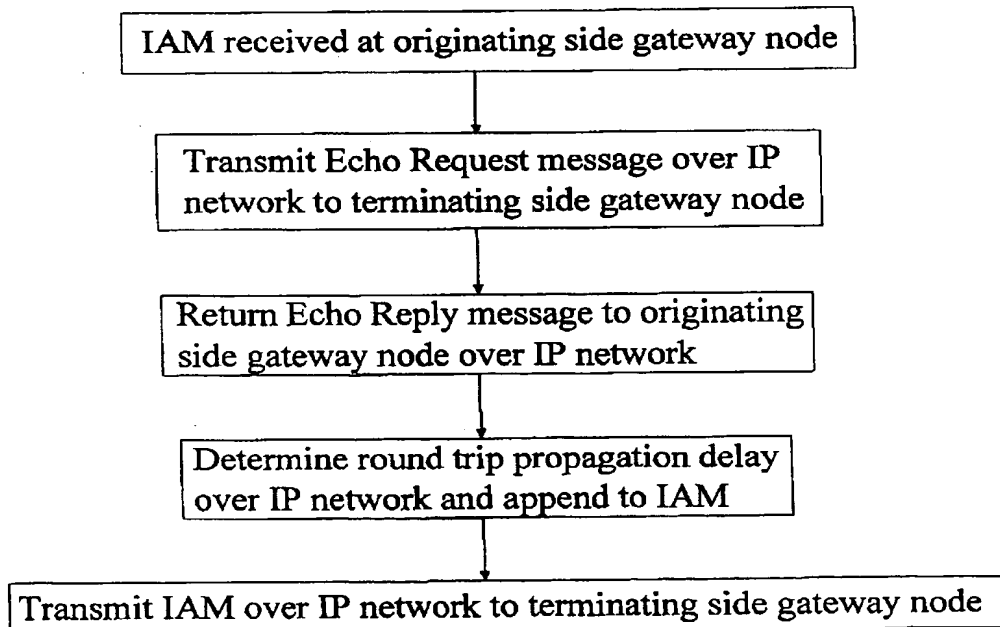 IAM received at originating side gateway node
Transmit Echo Request message over IP
network to terminating side gateway node
Return Echo Reply message to originating
side gateway node over IP network
Determine round trip propagation delay
over IP network and append to IAM
Transmit IAM over IP network to terminating side gateway node